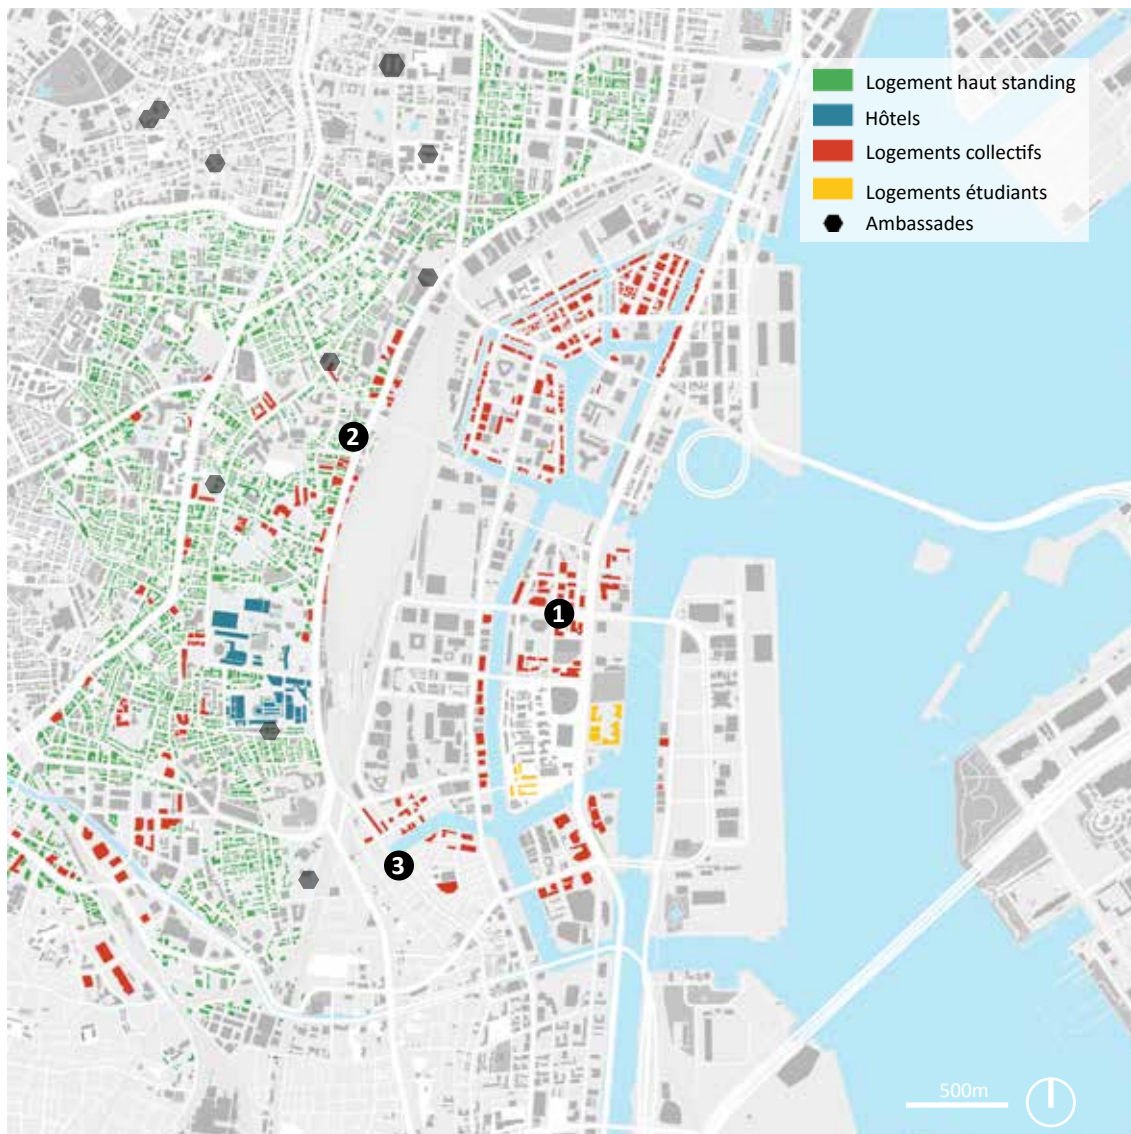 Logement haut standing
Hôtels
Logements collectifs
Logements étudiants
Ambassades
2
1
3
500m